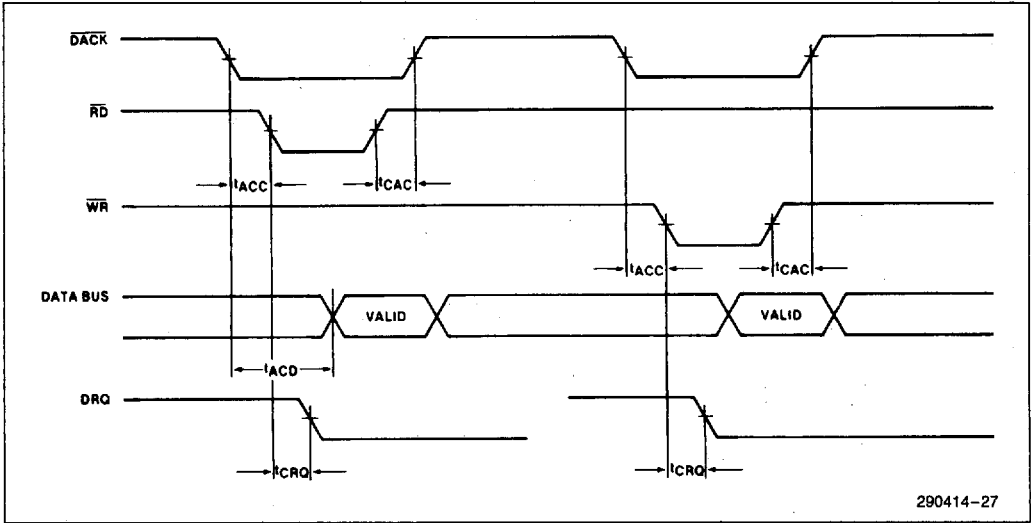 DACK
RD
tACC
tCAC
WR
tACC
tCAC
DATA BUS
VALID
VALID
tACD
DRQ
tCRQ
tCRQ
290414-27